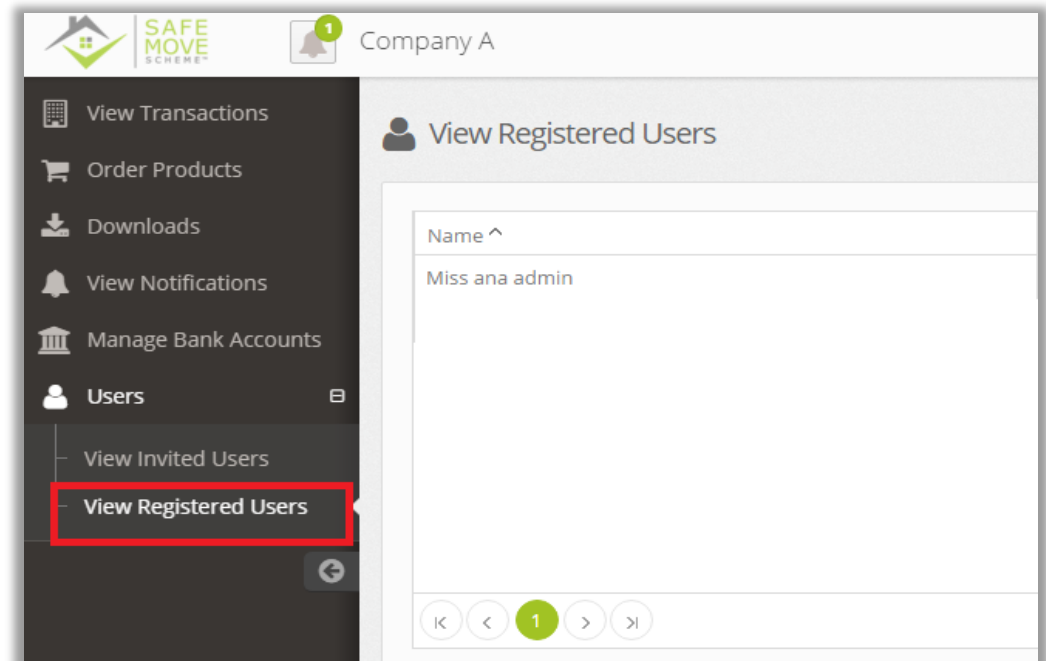 SAFE
MOVE
SCHEME™
1
Company A
View Transactions
Order Products
Downloads
View Notifications
Manage Bank Accounts
Users
View Invited Users
View Registered Users
View Registered Users
Name
Miss ana admin
1